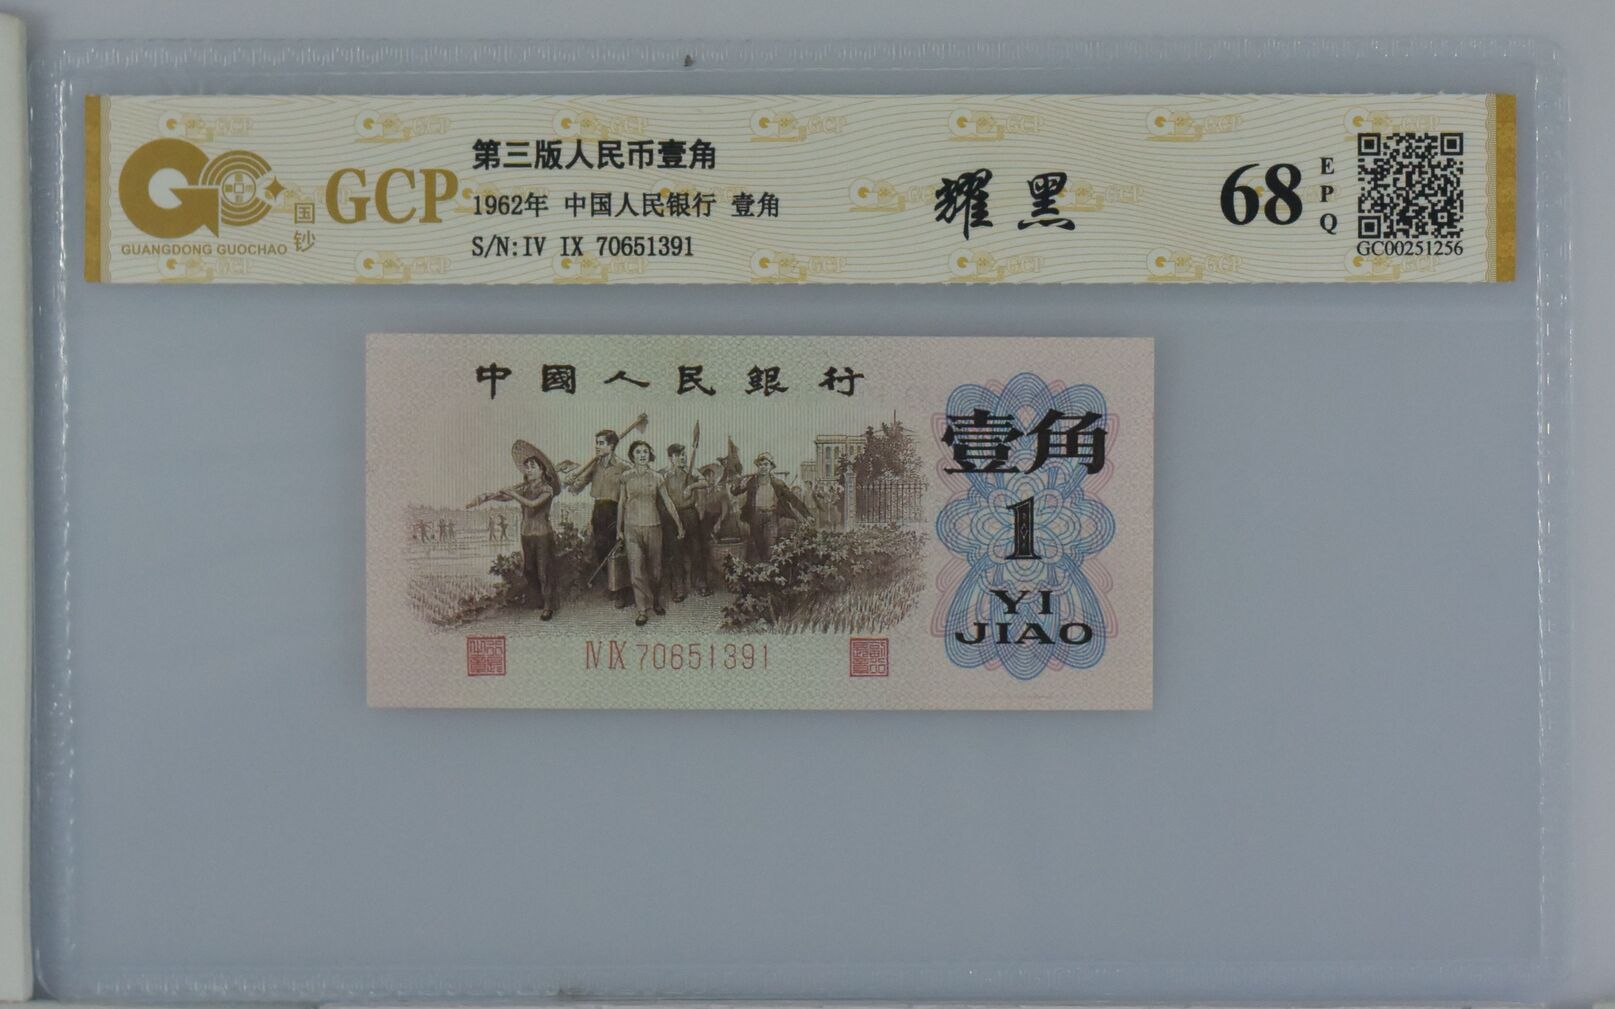 GCP
GUANGDONG GUOCHAO
国钞
第三版人民币壹角
1962年 中国人民银行 壹角
S/N:IV IX 70651391
耀黑
68
EPQ
GC00251256
中國人民銀行
壹角
1
YI
JIAO
IV IX 70651391